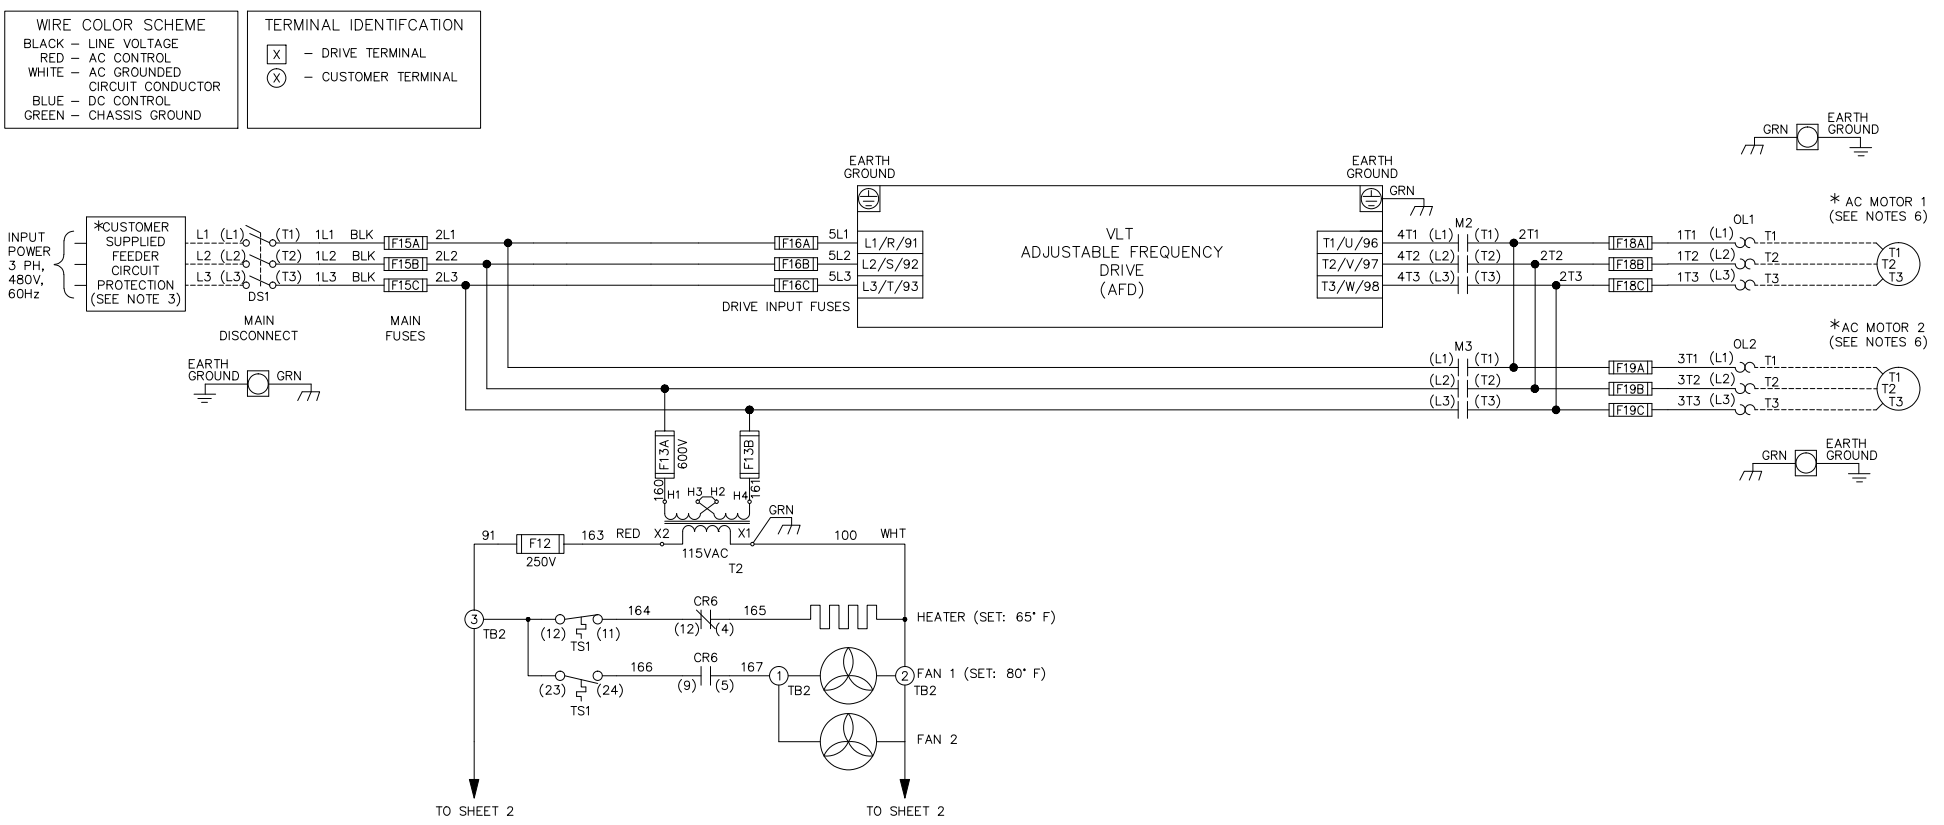 WIRE COLOR SCHEME
BLACK – LINE VOLTAGE
RED – AC CONTROL
WHITE – AC GROUNDED
CIRCUIT CONDUCTOR
BLUE – DC CONTROL
GREEN – CHASSIS GROUND
TERMINAL IDENTIFCATION
X – DRIVE TERMINAL
X – CUSTOMER TERMINAL
INPUT
POWER
3 PH,
480V,
60Hz
*CUSTOMER
SUPPLIED
FEEDER
CIRCUIT
PROTECTION
(SEE NOTE 3)
L1 (L1) (T1) 1L1 BLK F15A 2L1
L2 (L2) (T2) 1L2 BLK F15B 2L2
L3 (L3) (T3) 1L3 BLK F15C 2L3
DS1
MAIN
DISCONNECT
MAIN
FUSES
EARTH
GROUND
GRN
F16A 5L1
F16B 5L2
F16C 5L3
DRIVE INPUT FUSES
EARTH
GROUND
L1/R/91
L2/S/92
L3/T/93
VLT
ADJUSTABLE FREQUENCY
DRIVE
(AFD)
EARTH
GROUND
GRN
T1/U/96
T2/V/97
T3/W/98
M2
4T1 (L1) (T1) 2T1
4T2 (L2) (T2) 2T2
4T3 (L3) (T3) 2T3
F18A 1T1 (L1) T1
F18B 1T2 (L2) T2
F18C 1T3 (L3) T3
OL1
GRN
EARTH
GROUND
* AC MOTOR 1
(SEE NOTES 6)
T1
T2
T3
M3
(L1) (T1)
(L2) (T2)
(L3) (T3)
F19A 3T1 (L1) T1
F19B 3T2 (L2) T2
F19C 3T3 (L3) T3
OL2
*AC MOTOR 2
(SEE NOTES 6)
T1
T2
T3
GRN
EARTH
GROUND
F13A
600V
F13B
160
161
H1 H3 H2 H4
GRN
91 F12 163 RED X2 X1 100 WHT
250V
115VAC
T2
3
TB2
(12) (11)
TS1
164
CR6
(12) (4)
165
HEATER (SET: 65° F)
(23) (24)
TS1
166
CR6
(9) (5)
167
1
TB2
2
TB2
FAN 1 (SET: 80° F)
FAN 2
TO SHEET 2
TO SHEET 2